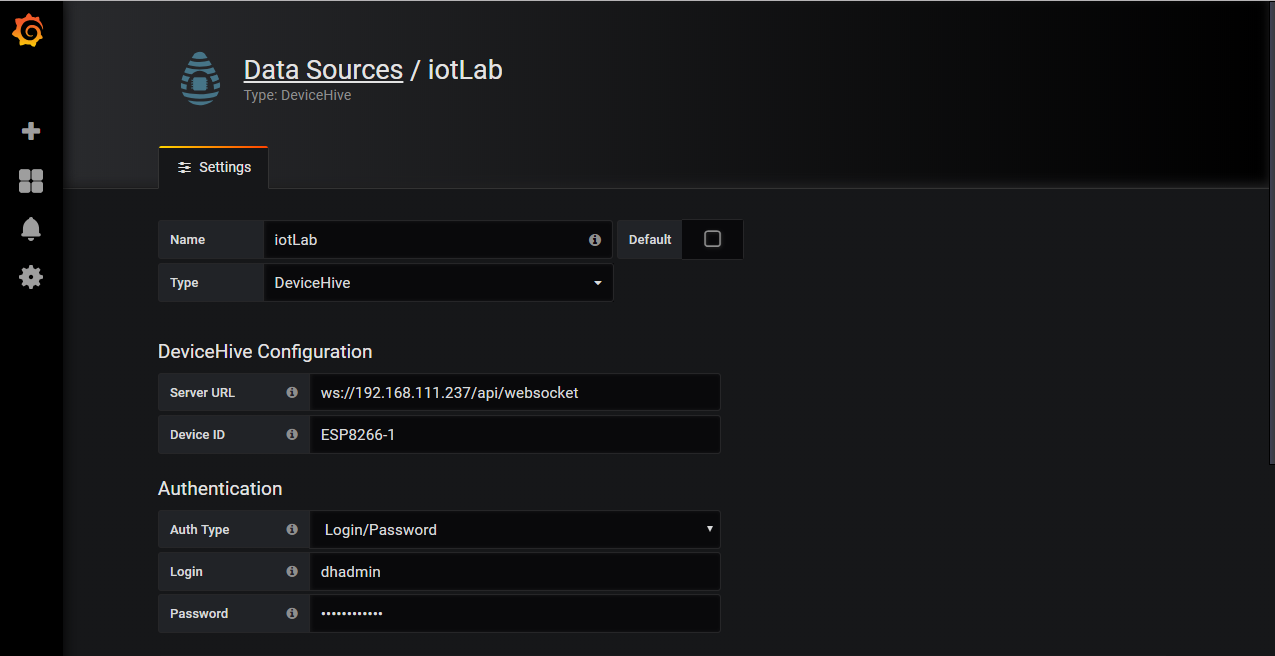 Data Sources / iotLab
Type: DeviceHive
Settings
Name iotLab Default
Type DeviceHive
DeviceHive Configuration
Server URL ws://192.168.111.237/api/websocket
Device ID ESP8266-1
Authentication
Auth Type Login/Password
Login dhadmin
Password ••••••••••••